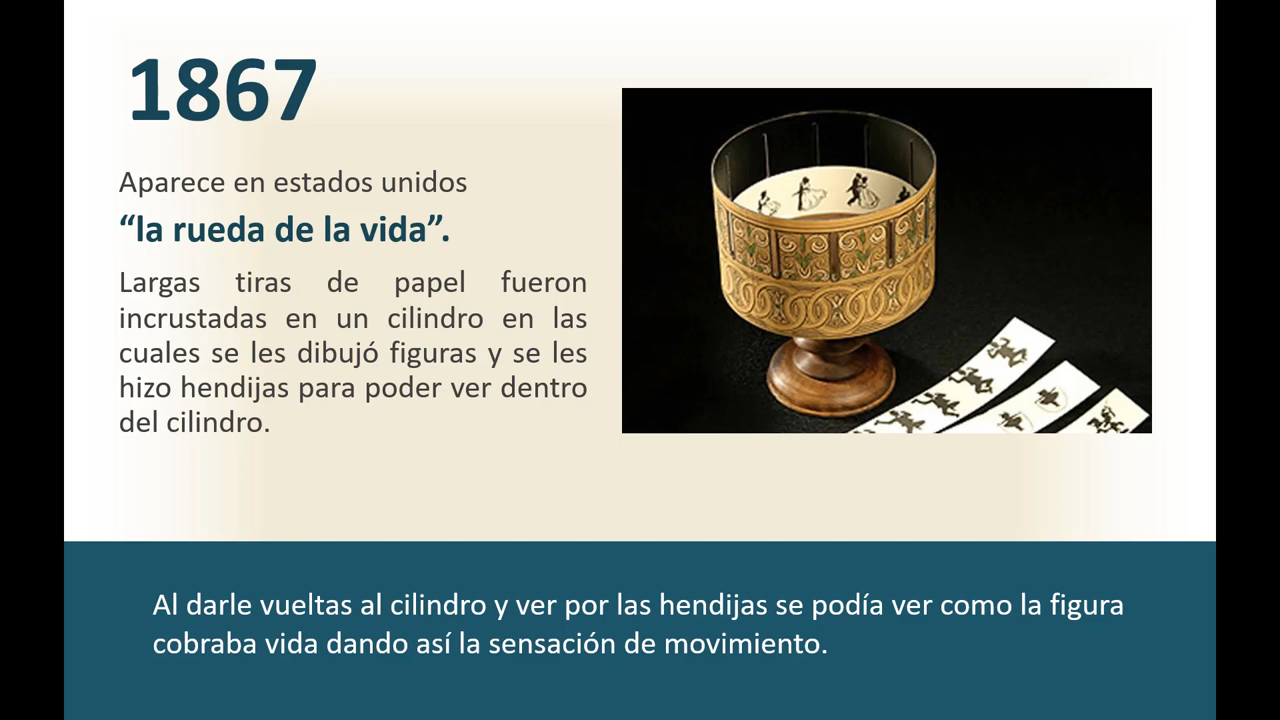 1867
Aparece en estados unidos
“la rueda de la vida”.
Largas tiras de papel fueron
incrustadas en un cilindro en las
cuales se les dibujó figuras y se les
hizo hendijas para poder ver dentro
del cilindro.
Al darle vueltas al cilindro y ver por las hendijas se podía ver como la figura
cobraba vida dando así la sensación de movimiento.